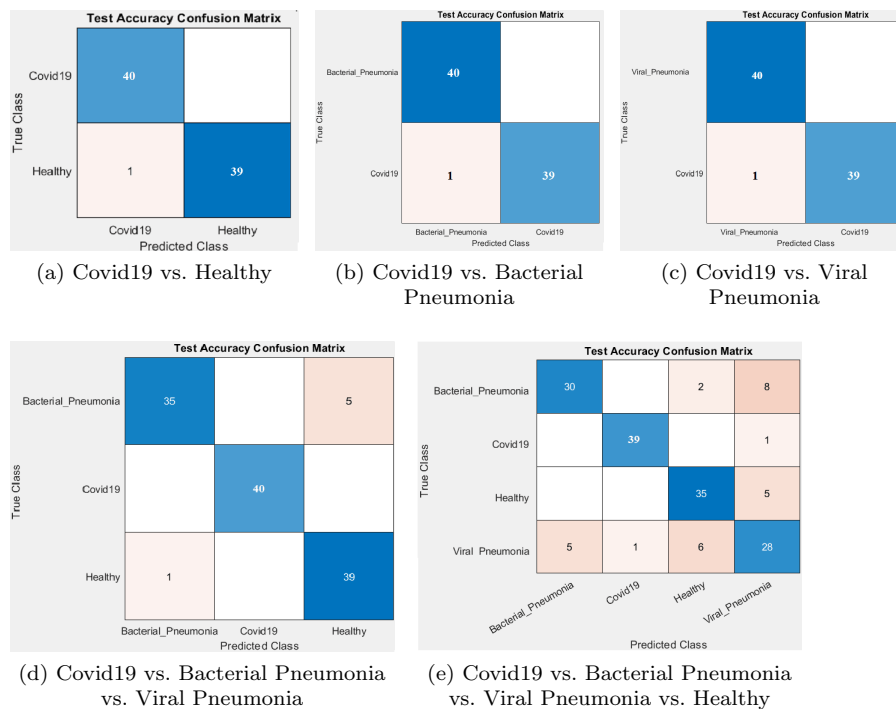 Test Accuracy Confusion Matrix
True Class
Covid19
40
Healthy
1
39
Covid19
Healthy
Predicted Class
(a) Covid19 vs. Healthy
Test Accuracy Confusion Matrix
True Class
Bacterial_Pneumonia
40
Covid19
1
39
Bacterial_Pneumonia
Covid19
Predicted Class
(b) Covid19 vs. Bacterial
Pneumonia
Test Accuracy Confusion Matrix
True Class
Viral_Pneumonia
40
Covid19
1
39
Viral_Pneumonia
Covid19
Predicted Class
(c) Covid19 vs. Viral
Pneumonia
Test Accuracy Confusion Matrix
True Class
Bacterial_Pneumonia
35
5
Covid19
40
Healthy
1
39
Bacterial_Pneumonia
Covid19
Healthy
Predicted Class
(d) Covid19 vs. Bacterial Pneumonia
vs. Viral Pneumonia
Test Accuracy Confusion Matrix
True Class
Bacterial_Pneumonia
30
2
8
Covid19
39
1
Healthy
35
5
Viral Pneumonia
5
1
6
28
Bacterial_Pneumonia
Covid19
Healthy
Viral_Pneumonia
Predicted Class
(e) Covid19 vs. Bacterial Pneumonia
vs. Viral Pneumonia vs. Healthy